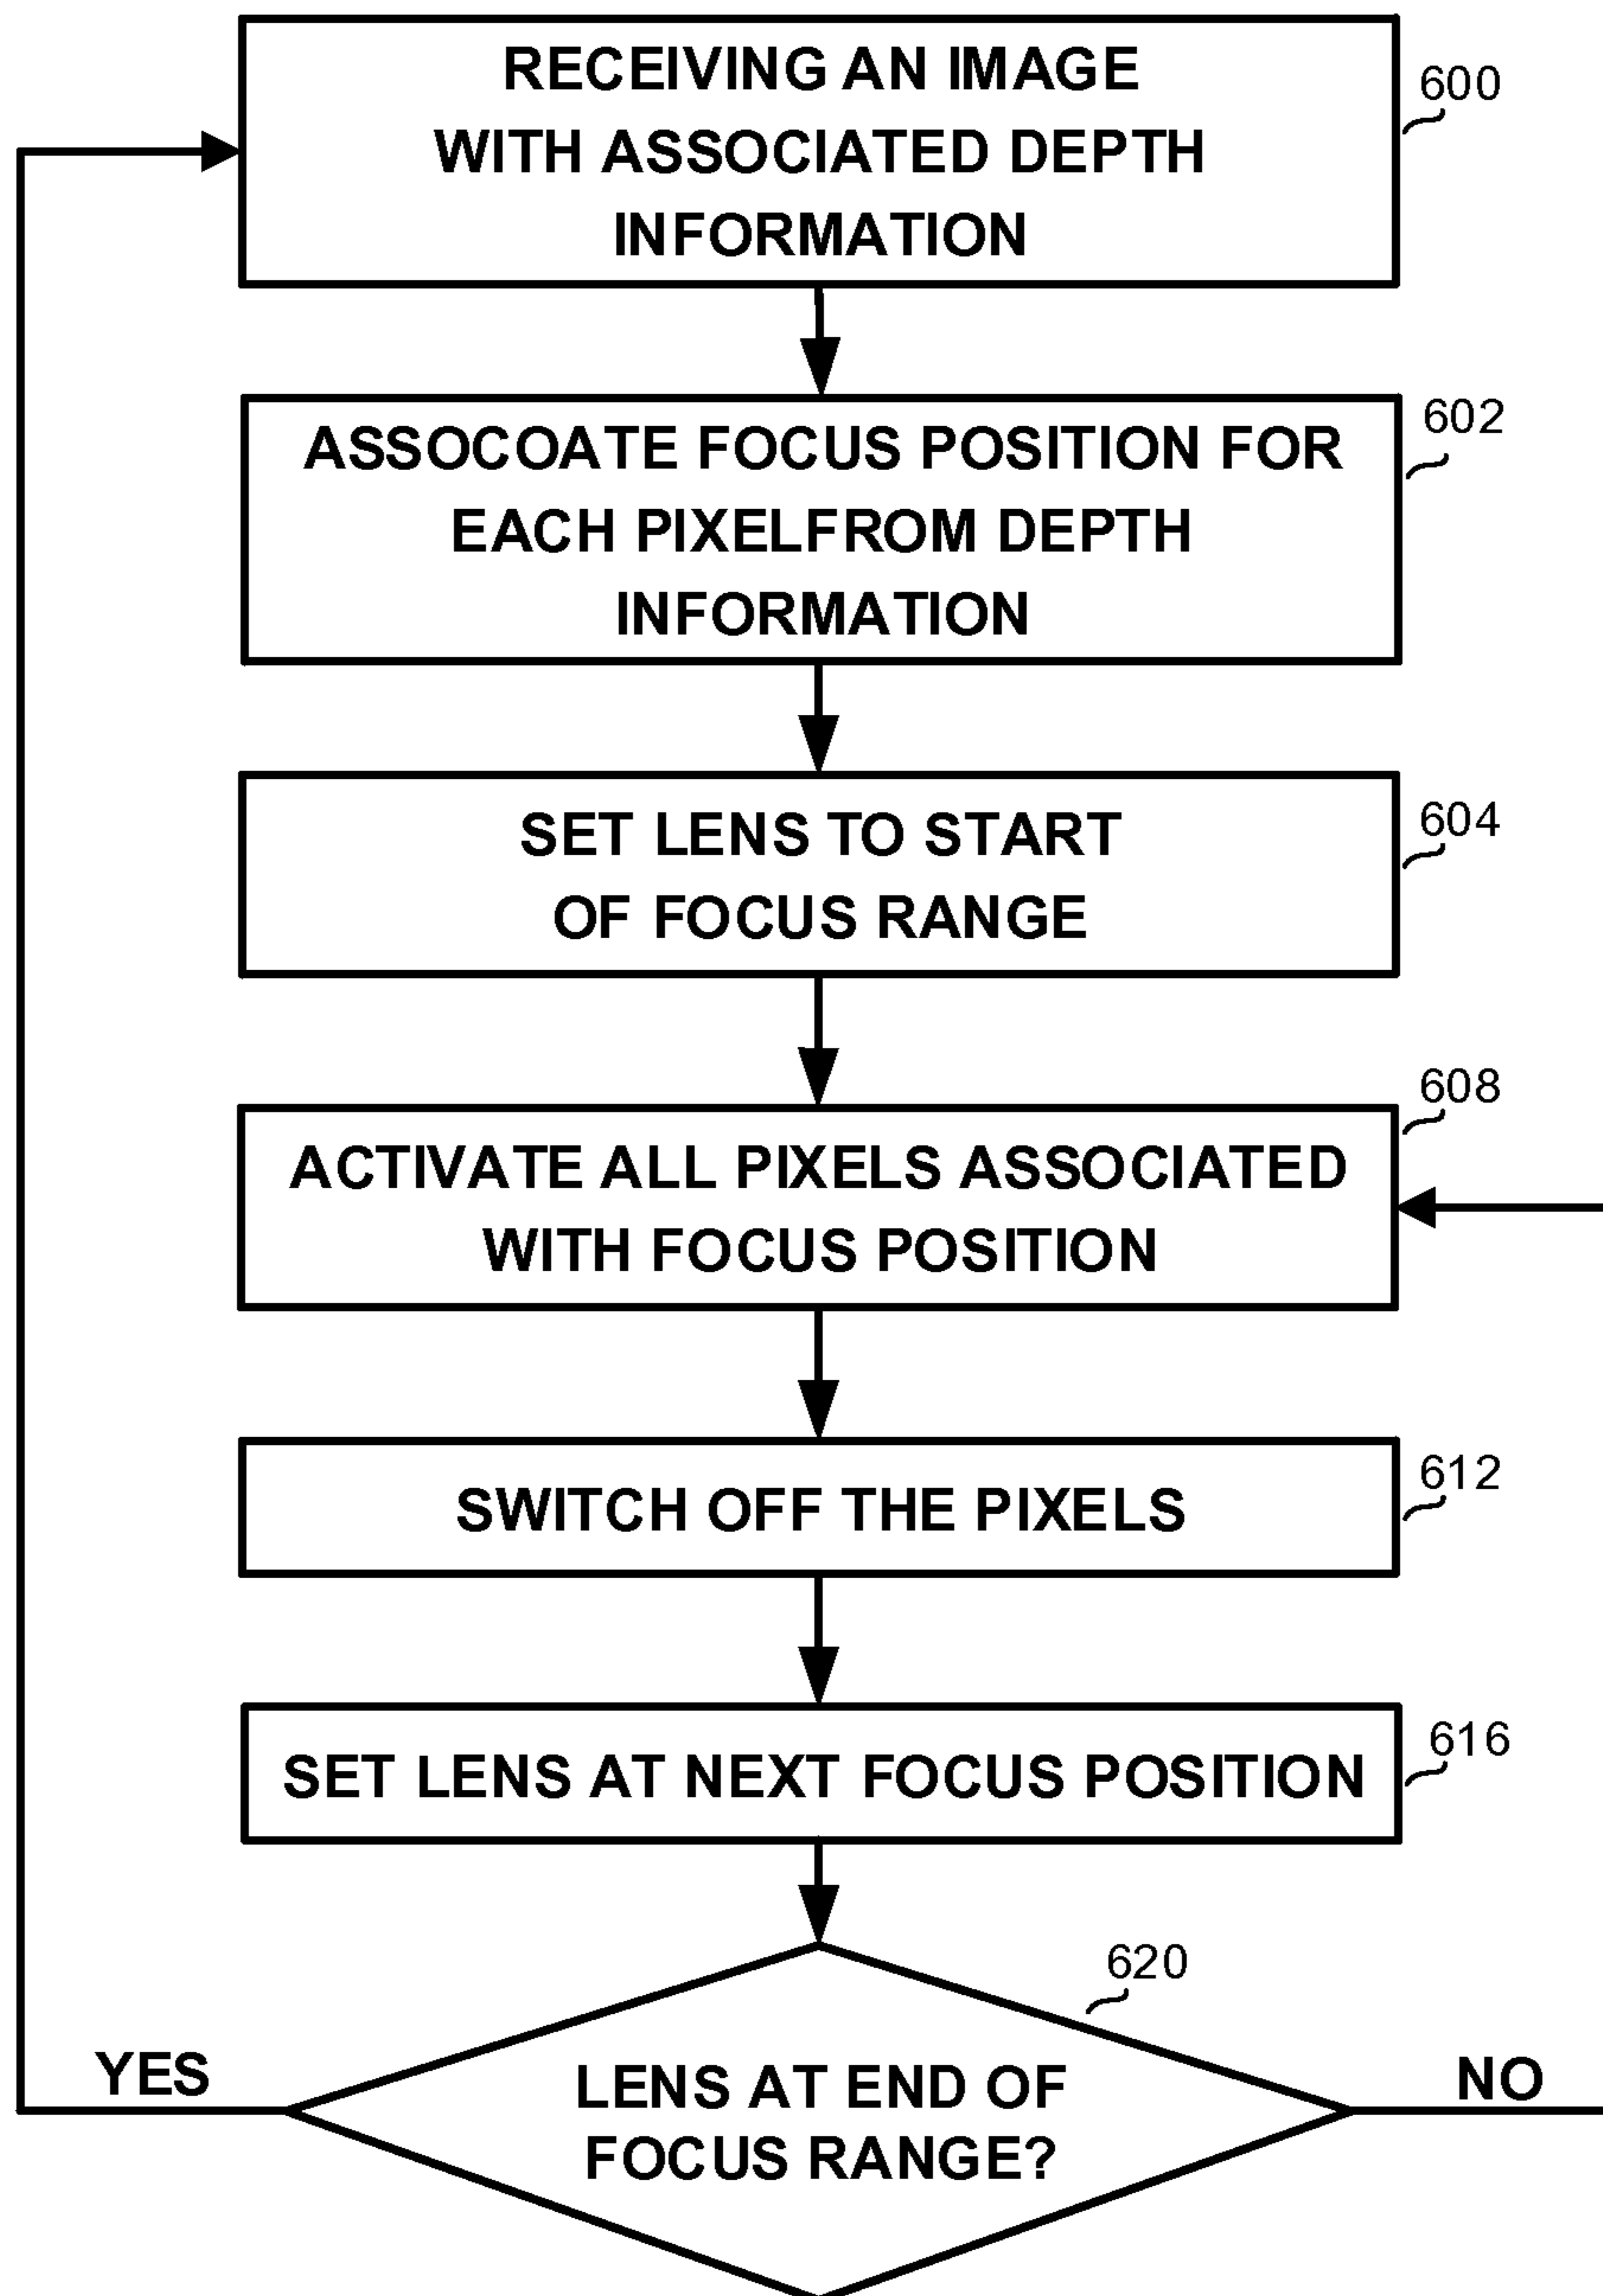 RECEIVING AN IMAGE
WITH ASSOCIATED DEPTH
INFORMATION
600
ASSOCOATE FOCUS POSITION FOR
EACH PIXELFROM DEPTH
INFORMATION
602
SET LENS TO START
OF FOCUS RANGE
604
ACTIVATE ALL PIXELS ASSOCIATED
WITH FOCUS POSITION
608
SWITCH OFF THE PIXELS
612
SET LENS AT NEXT FOCUS POSITION
616
620
YES
LENS AT END OF
FOCUS RANGE?
NO